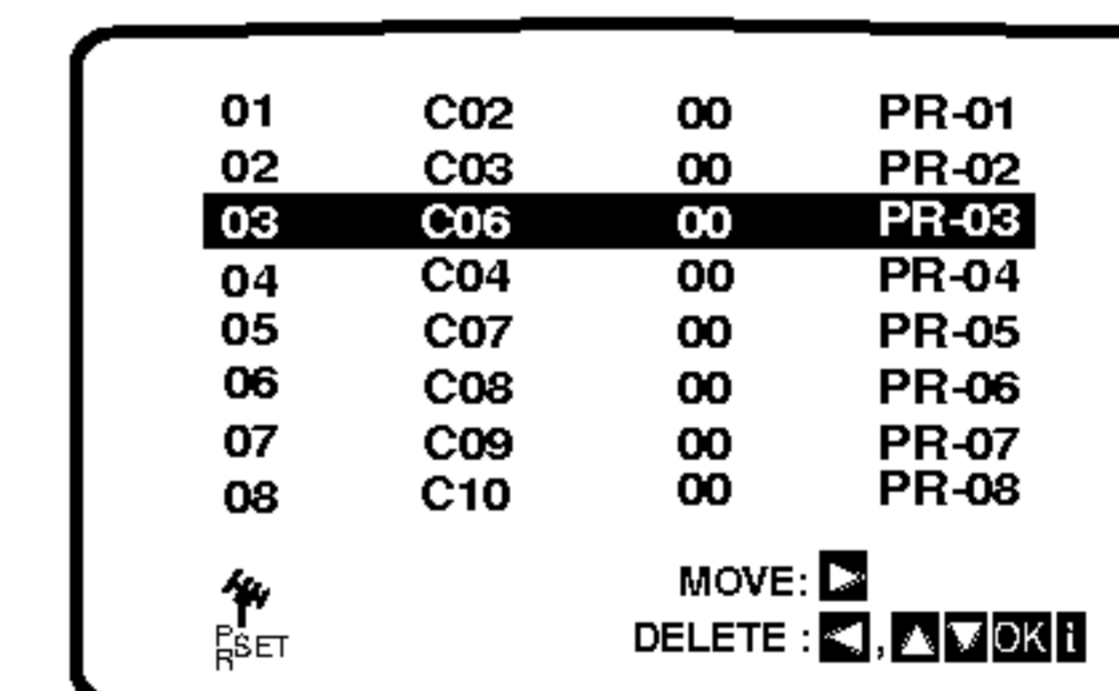 01 C02 00 PR-01
02 C03 00 PR-02
03 C06 00 PR-03
04 C04 00 PR-04
05 C07 00 PR-05
06 C08 00 PR-06
07 C09 00 PR-07
08 C10 00 PR-08
MOVE:
PR SET
DELETE : , OK i